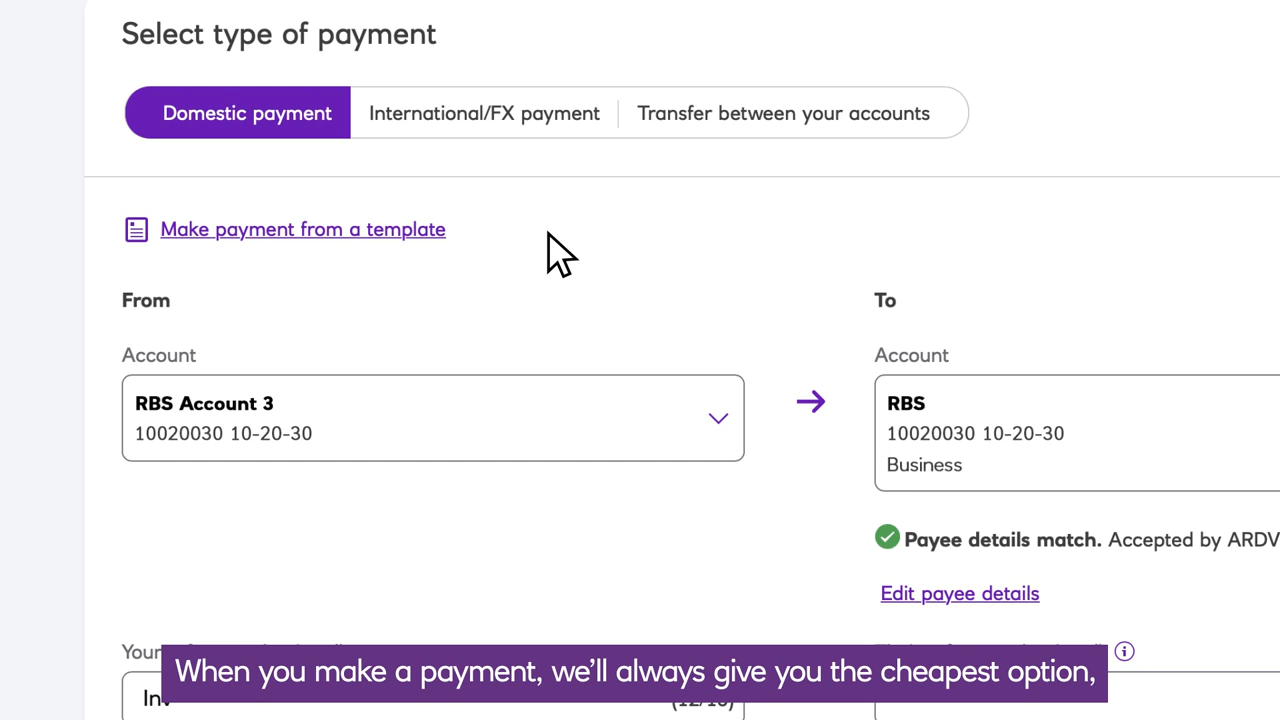 Select type of payment
Domestic payment
International/FX payment
Transfer between your accounts
Make payment from a template
From
To
Account
Account
RBS Account 3
10020030 10-20-30
RBS
10020030 10-20-30
Business
Payee details match. Accepted by ARDV
Edit payee details
Your
When you make a payment, we'll always give you the cheapest option,
Inv